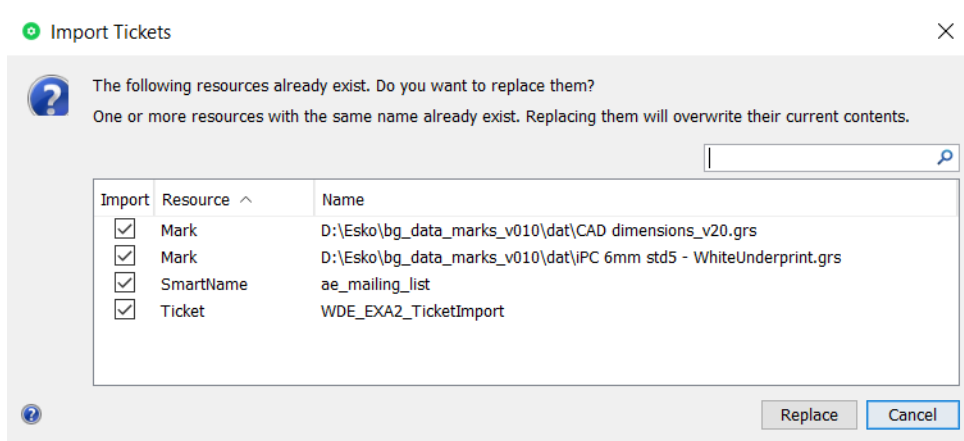 Import Tickets
The following resources already exist. Do you want to replace them?
One or more resources with the same name already exist. Replacing them will overwrite their current contents.
Import Resource Name
Mark D:\Esko\bg_data_marks_v010\dat\CAD dimensions_v20.grs
Mark D:\Esko\bg_data_marks_v010\dat\iPC 6mm std5 - WhiteUnderprint.grs
SmartName ae_mailing_list
Ticket WDE_EXA2_TicketImport
Replace Cancel